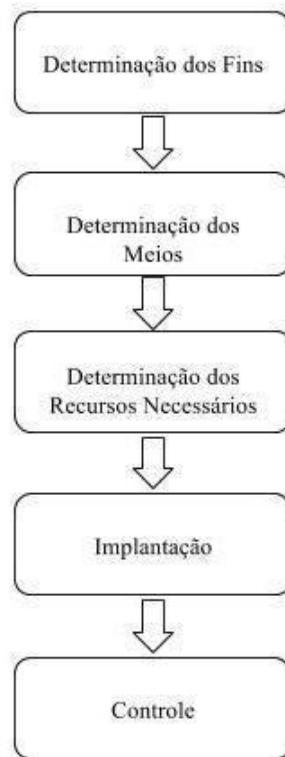 Determinação dos Fins
Determinação dos
Meios
Determinação dos
Recursos Necessários
Implantação
Controle